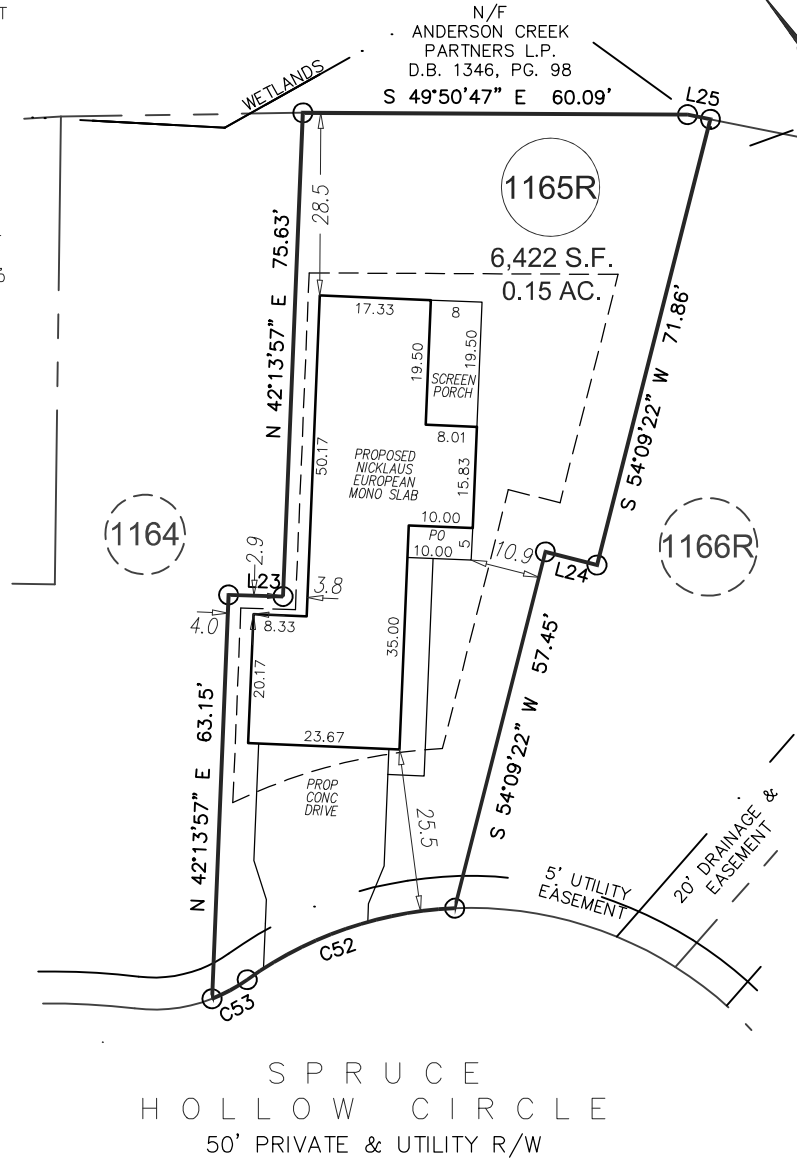 T
N/F
ANDERSON CREEK
PARTNERS L.P.
D.B. 1346, PG. 98
WETLANDS
S 49°50'47" E 60.09'
L25
1165R
6,422 S.F.
0.15 AC.
28.5
N 42°13'57" E 75.63'
S 54°09'22" W 71.86'
17.33
8
19.50
19.50
SCREEN
PORCH
8.01
50.17
PROPOSED
NICKLAUS
EUROPEAN
MONO SLAB
15.83
10.00
PO
10.00
5
10.9
1164
1166R
2.9
L23
3.8
L24
4.0
8.33
20.17
35.00
23.67
N 42°13'57" E 63.15'
S 54°09'22" W 57.45'
PROP
CONC
DRIVE
25.5
5' UTILITY
EASEMENT
20' DRAINAGE &
EASEMENT
C52
C53
SPRUCE
HOLLOW CIRCLE
50' PRIVATE & UTILITY R/W